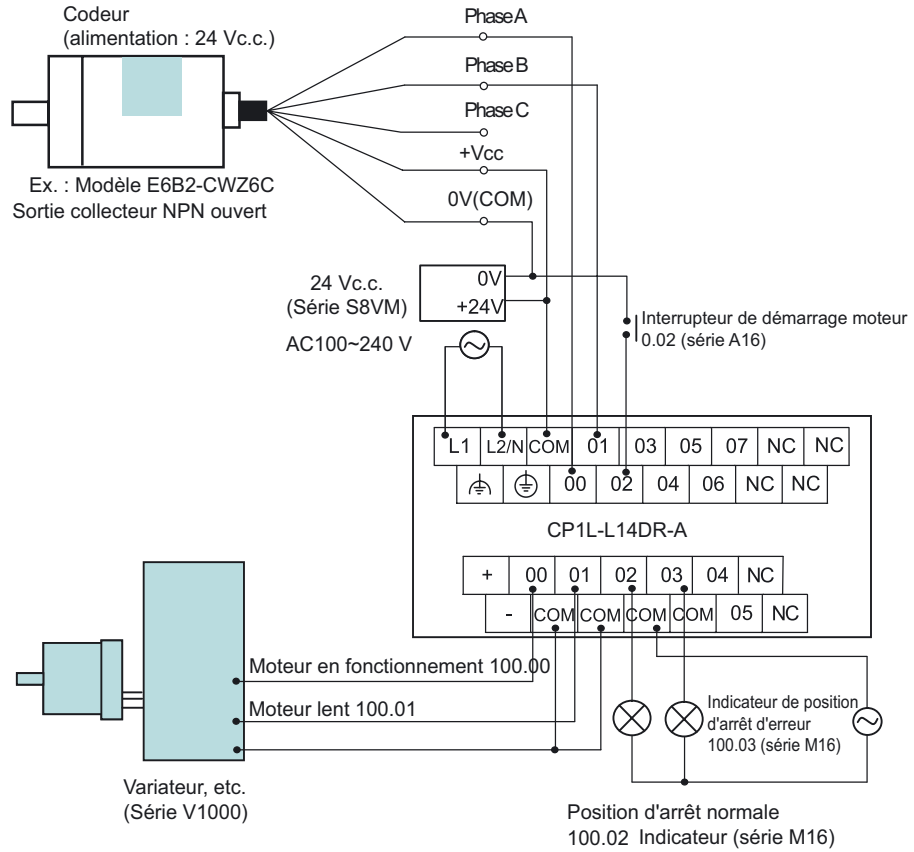 Codeur
(alimentation : 24 Vc.c.)
PhaseA
PhaseB
PhaseC
+Vcc
0V(COM)
Ex. : Modèle E6B2-CWZ6C
Sortie collecteur NPN ouvert
24 Vc.c.
(Série S8VM)
0V
+24V
AC100~240 V
Interrupteur de démarrage moteur
0.02 (série A16)
L1 L2/N COM 01 03 05 07 NC NC
00 02 04 06 NC NC
CP1L-L14DR-A
+ 00 01 02 03 04 NC
- COM COM COM COM 05 NC
Moteur en fonctionnement 100.00
Moteur lent 100.01
Indicateur de position
d'arrêt d'erreur
100.03 (série M16)
Variateur, etc.
(Série V1000)
Position d'arrêt normale
100.02 Indicateur (série M16)